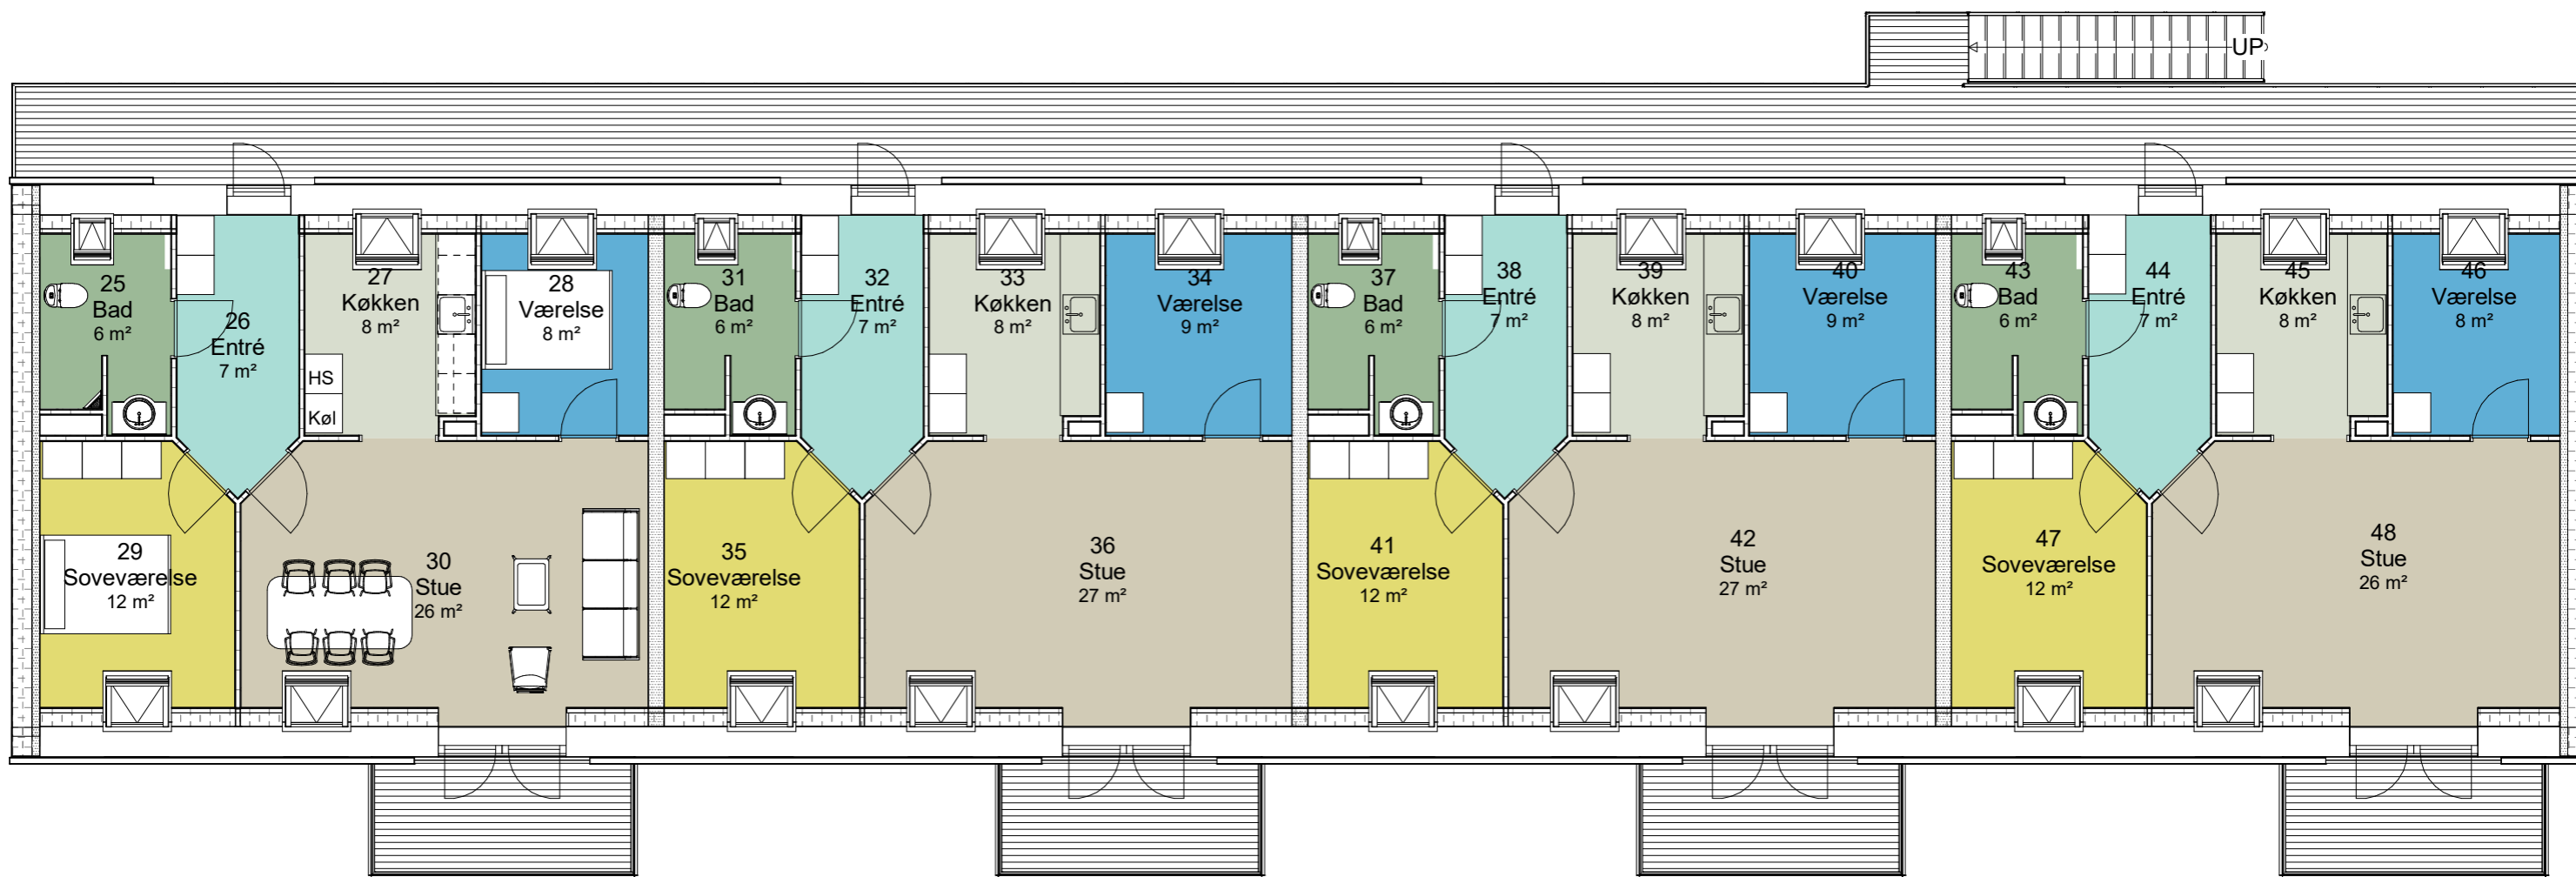 UP
25
Bad
6 m²
26
Entré
7 m²
27
Køkken
8 m²
HS
Køl
28
Værelse
8 m²
29
Soveværelse
12 m²
30
Stue
26 m²
31
Bad
6 m²
32
Entré
7 m²
33
Køkken
8 m²
34
Værelse
9 m²
35
Soveværelse
12 m²
36
Stue
27 m²
37
Bad
6 m²
38
Entré
7 m²
39
Køkken
8 m²
40
Værelse
9 m²
41
Soveværelse
12 m²
42
Stue
27 m²
43
Bad
6 m²
44
Entré
7 m²
45
Køkken
8 m²
46
Værelse
8 m²
47
Soveværelse
12 m²
48
Stue
26 m²